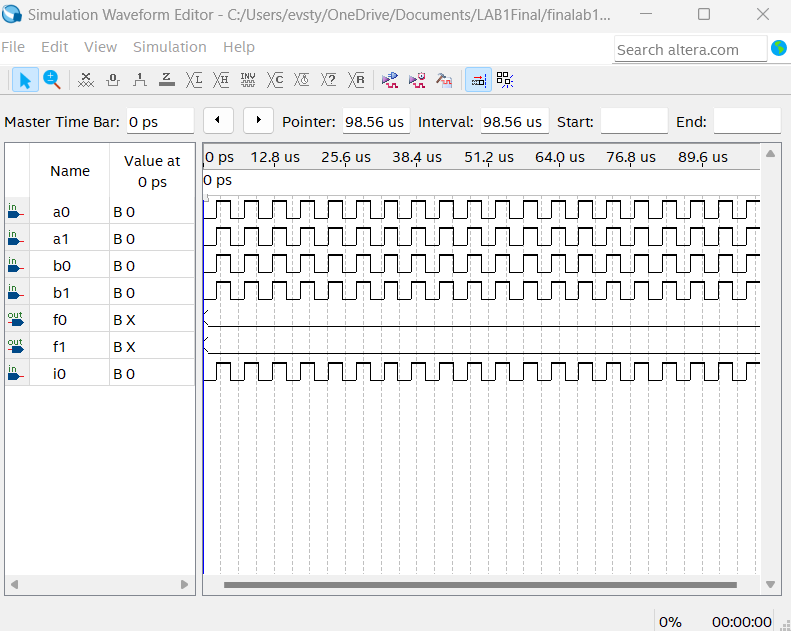 Simulation Waveform Editor - C:/Users/evsty/OneDrive/Documents/LAB1Final/finalab1...
File Edit View Simulation Help
Search altera.com
Master Time Bar: 0 ps Pointer: 98.56 us Interval: 98.56 us Start: End:
Name Value at 0 ps
0 ps 12.8 us 25.6 us 38.4 us 51.2 us 64.0 us 76.8 us 89.6 us
0 ps
in a0 B 0
in a1 B 0
in b0 B 0
in b1 B 0
out f0 B X
out f1 B X
in i0 B 0
0% 00:00:00